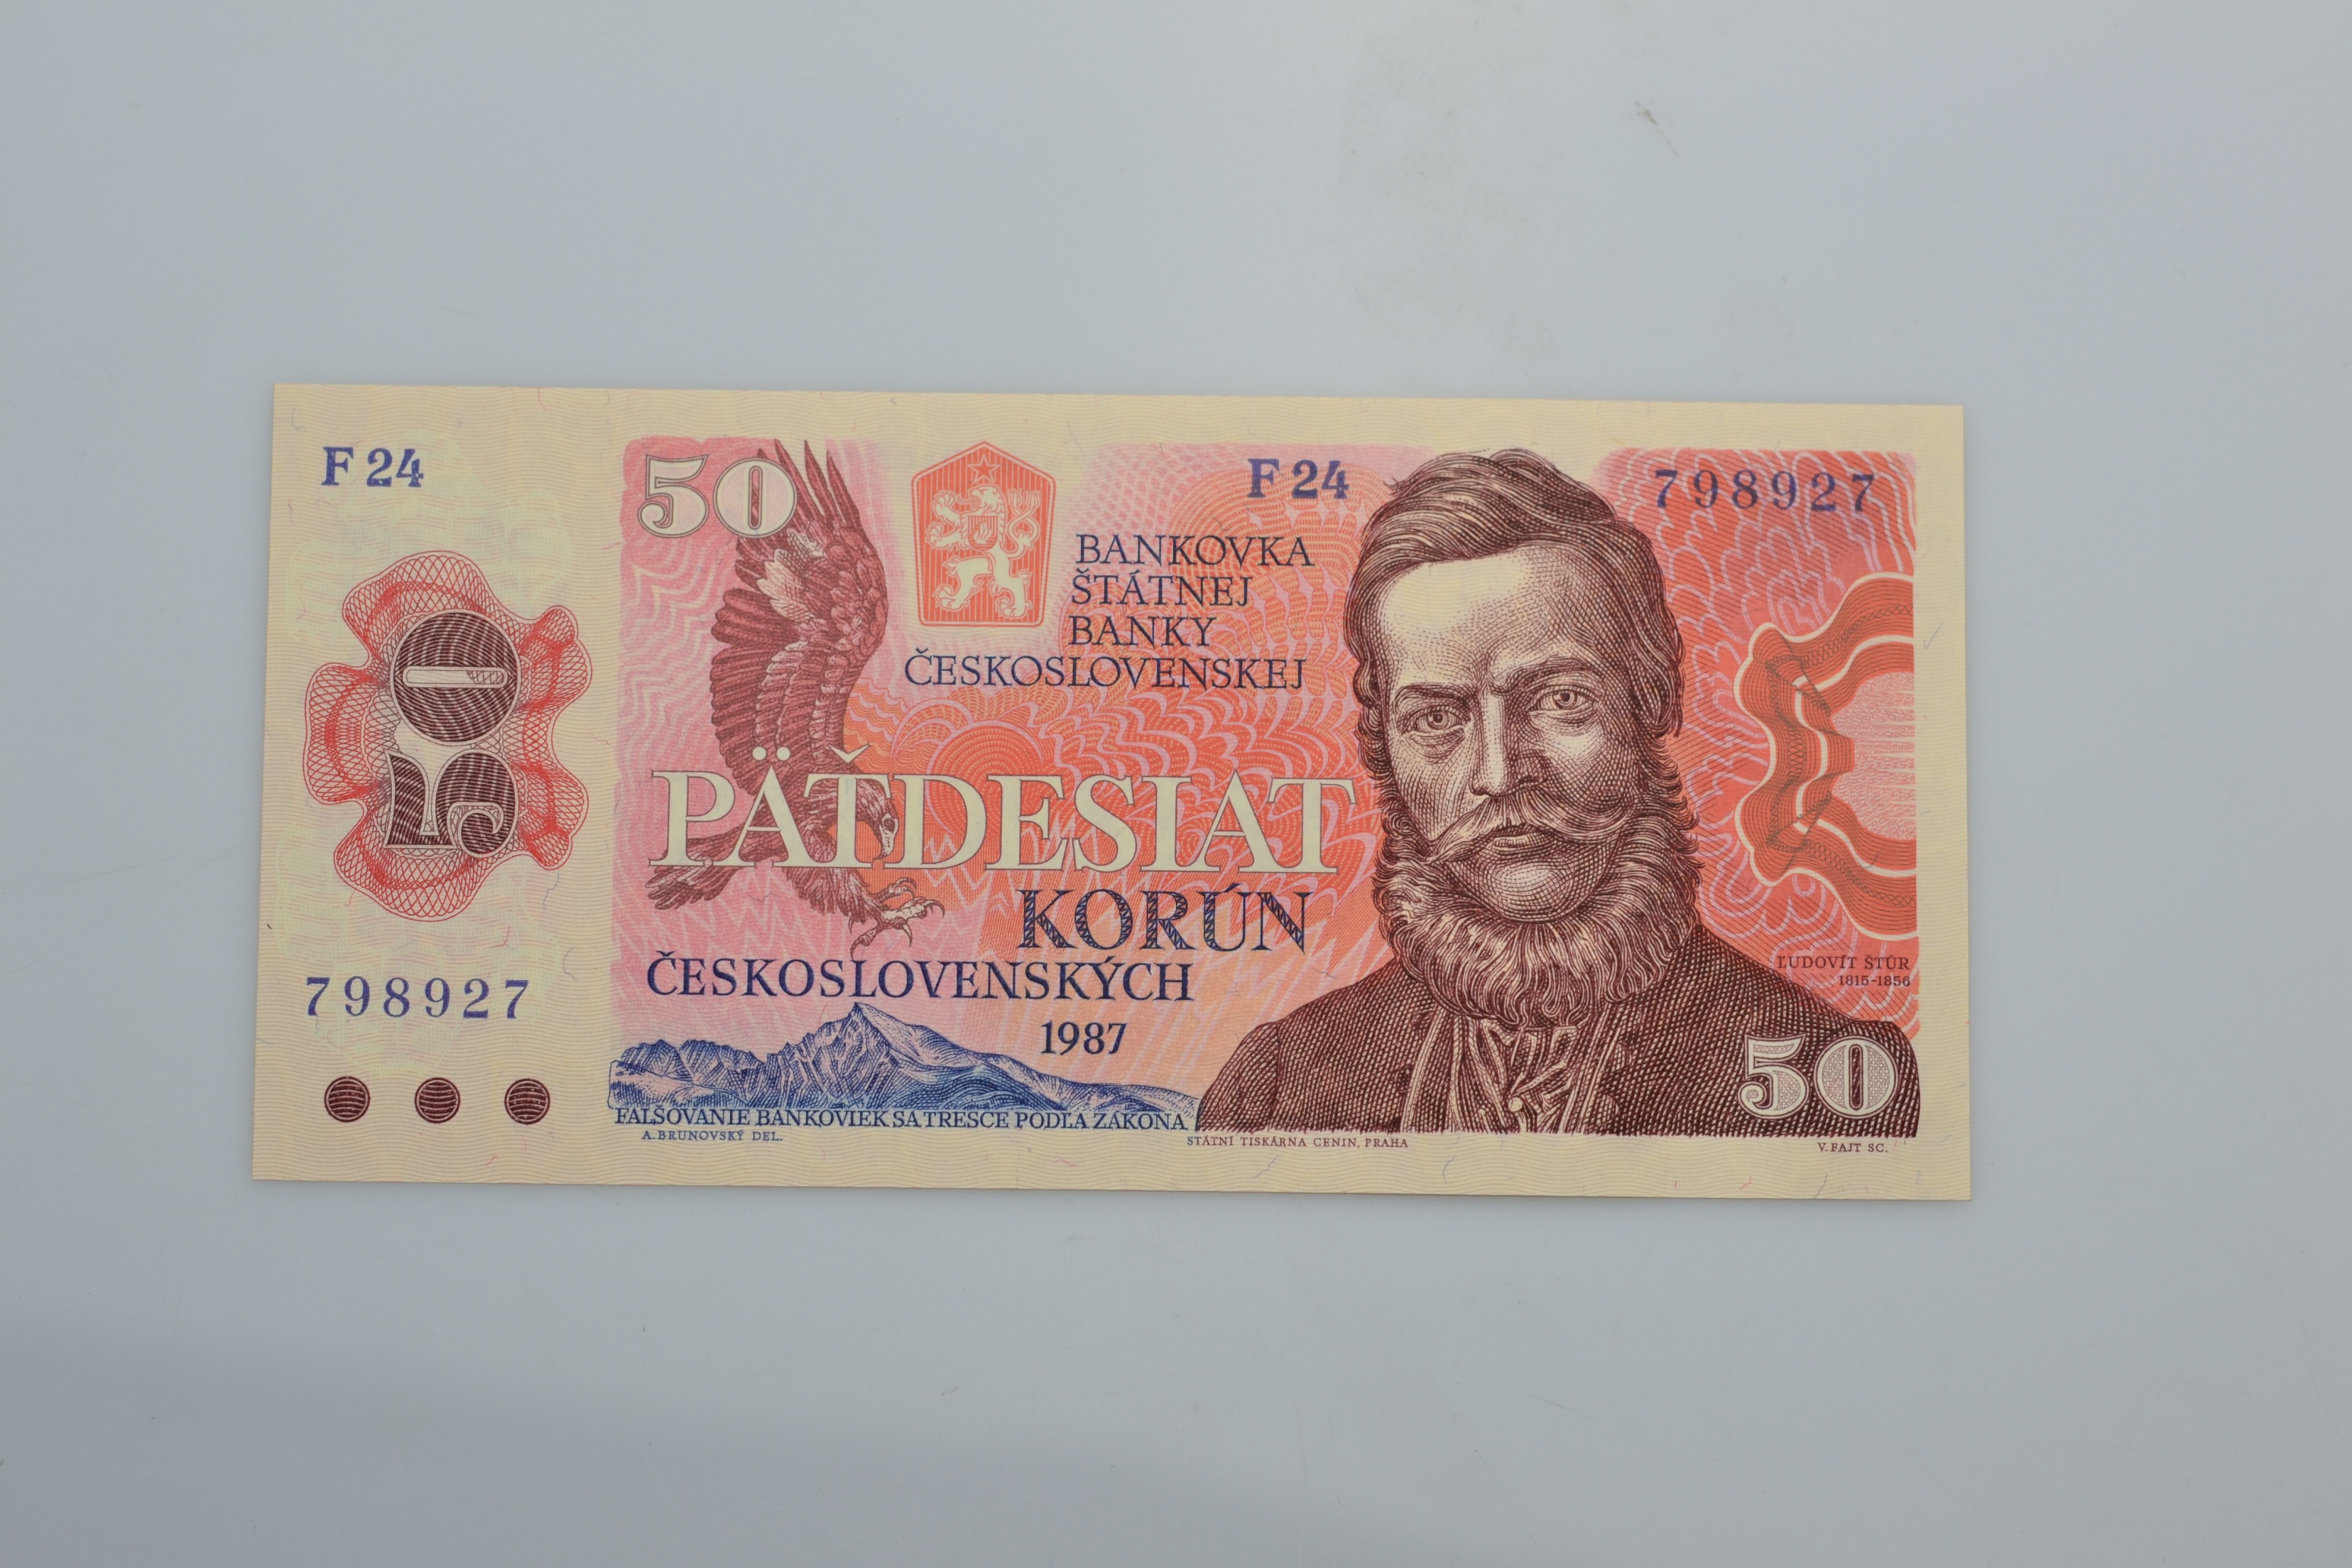 F 24
50
F 24
798927
BANKOVKA
ŠTÁTNEJ
BANKY
ČESKOSLOVENSKEJ
50
PÄŤDESIAT
KORÚN
ČESKOSLOVENSKÝCH
1987
ĽUDOVÍT ŠTÚR
1815-1856
798927
50
FALŠOVANIE BANKOVIEK SA TRESCE PODĽA ZÁKONA
A. BRUNOVSKÝ DEL.
STÁTNÍ TISKÁRNA CENIN, PRAHA
V. FAJT SC.